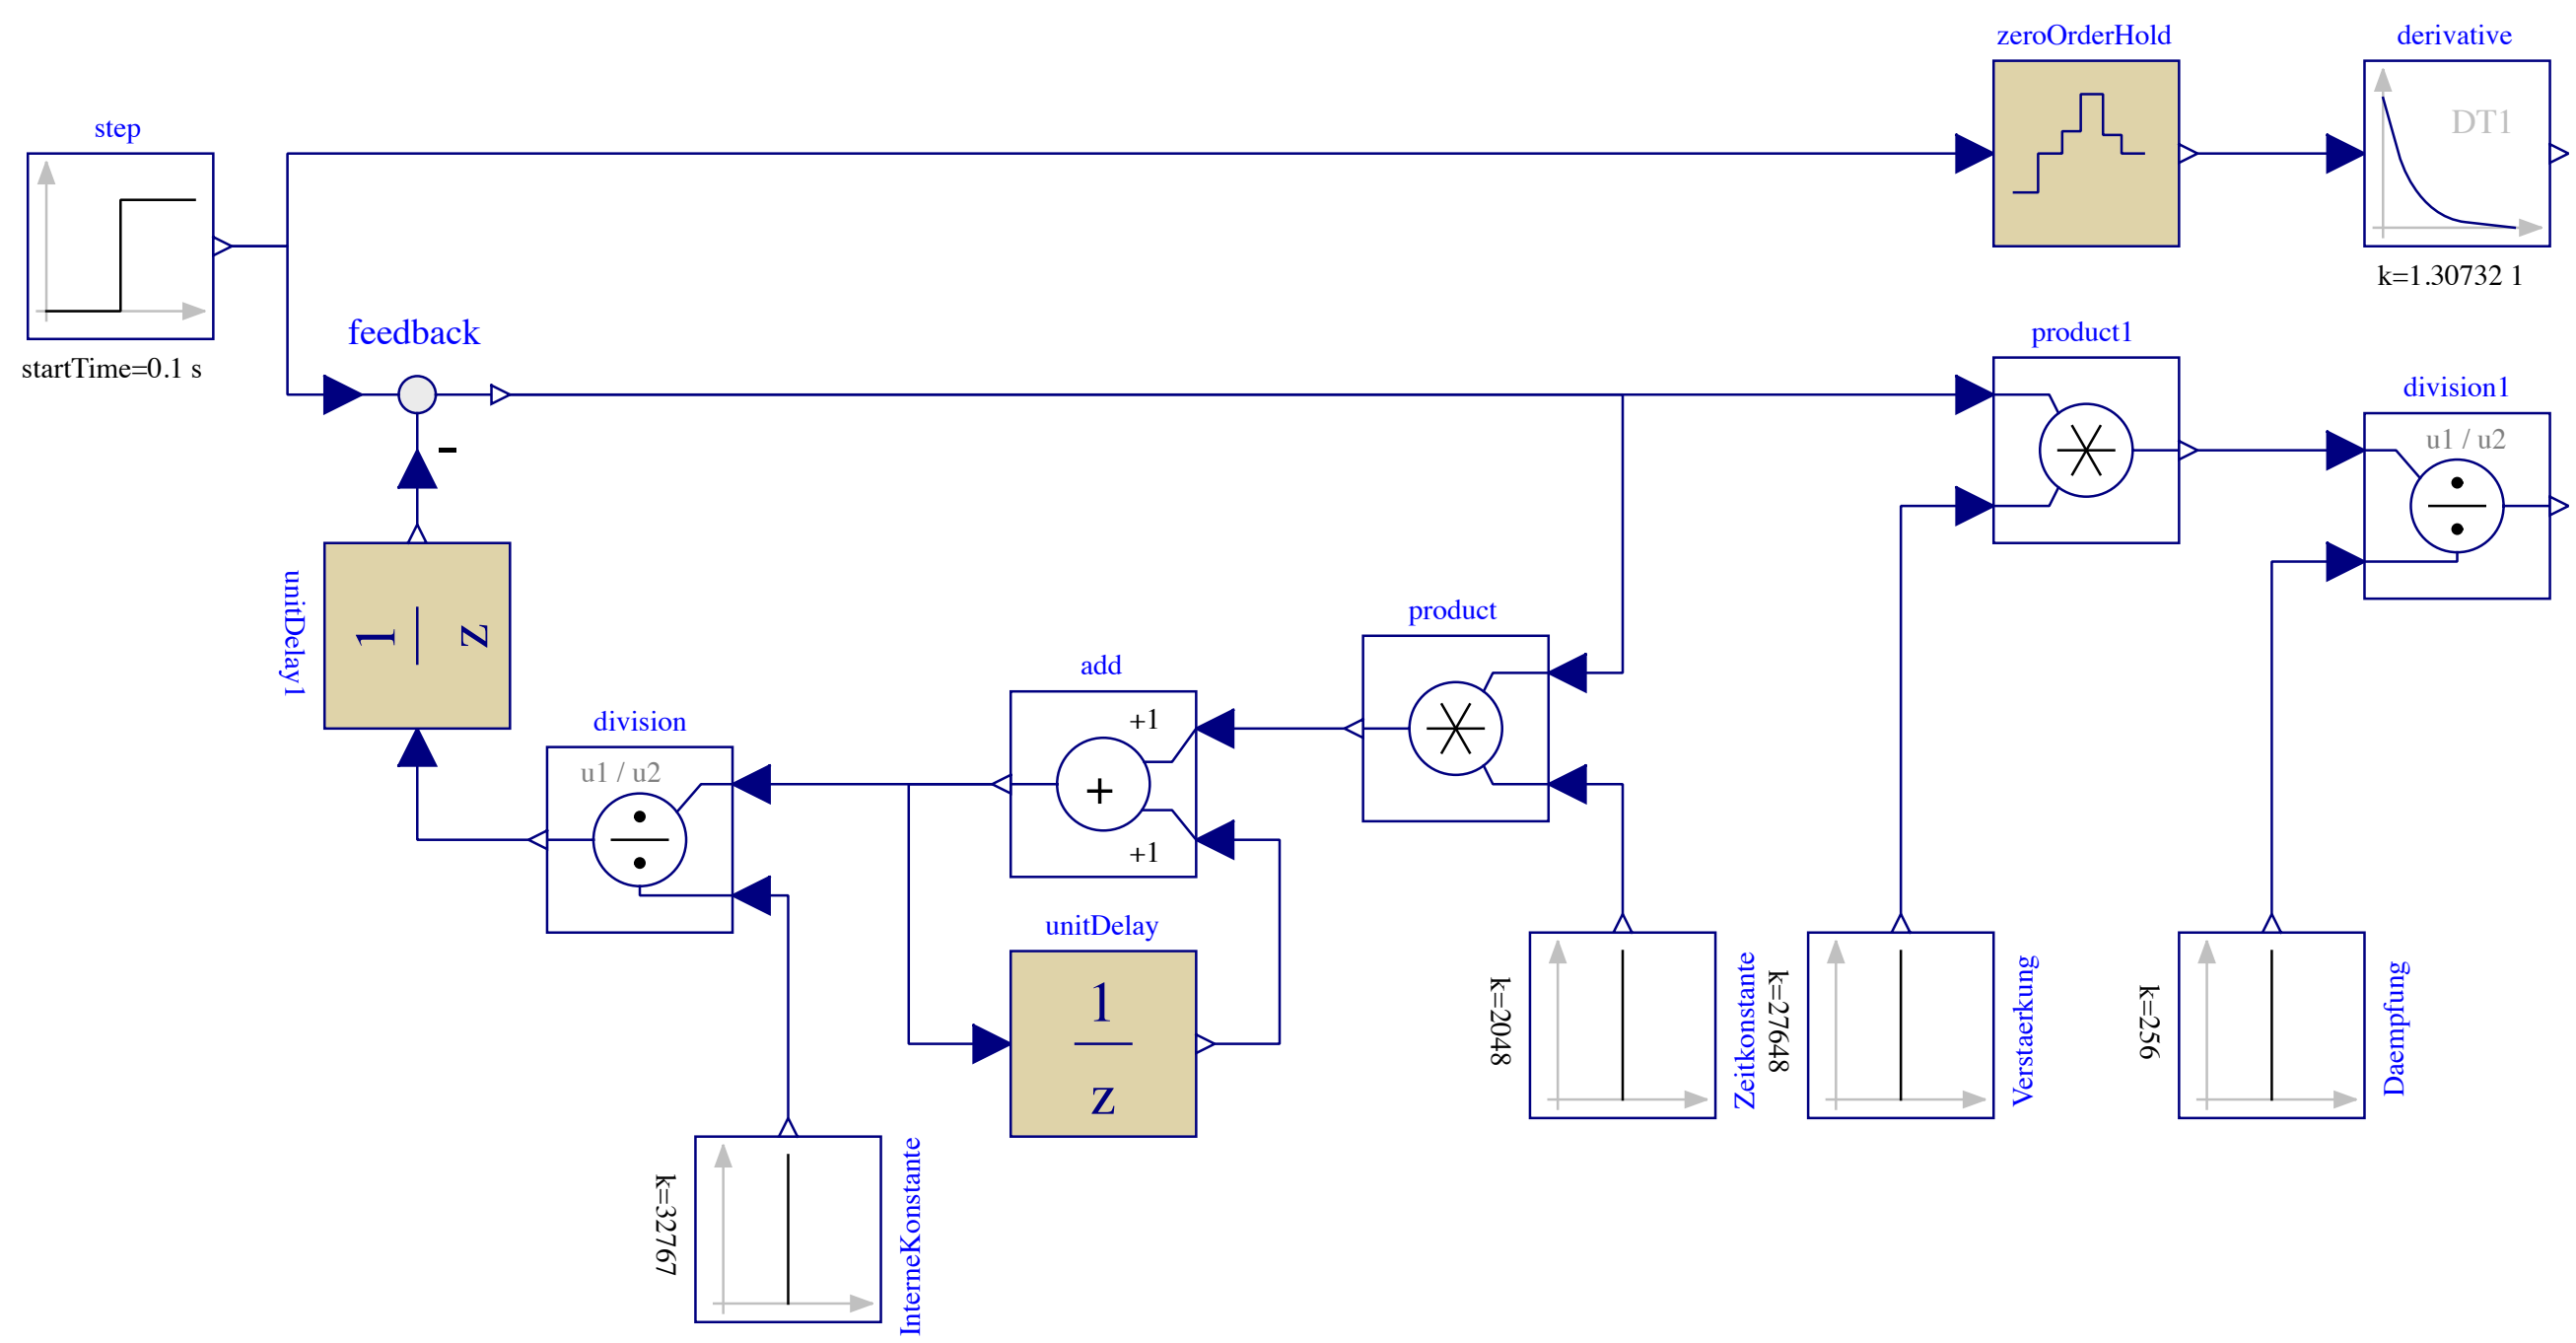 zeroOrderHold
derivative
DT1
k=1.30732 1
step
startTime=0.1 s
feedback
-
product1
division1
u1 / u2
unitDelay1
1
z
product
add
+1
+
+1
division
u1 / u2
unitDelay
1
z
k=2048
Zeitkonstante
k=27648
Verstaerkung
k=256
Daempfung
k=32767
InterneKonstante